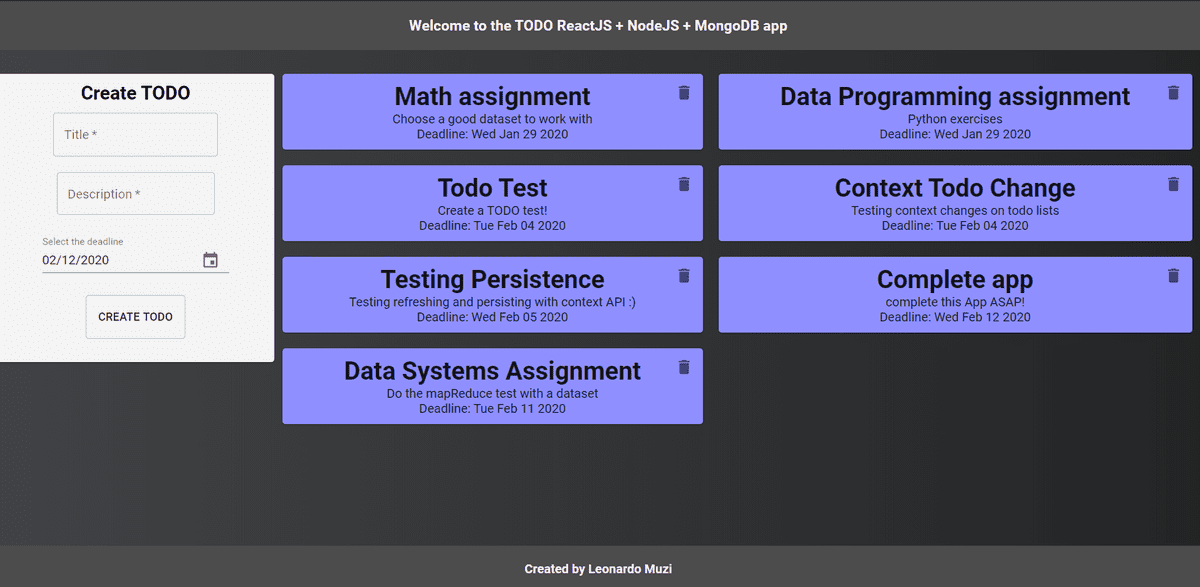 Welcome to the TODO ReactJS + NodeJS + MongoDB app
Create TODO
Title *
Description *
Select the deadline
02/12/2020
CREATE TODO
Math assignment
Choose a good dataset to work with
Deadline: Wed Jan 29 2020
Data Programming assignment
Python exercises
Deadline: Wed Jan 29 2020
Todo Test
Create a TODO test!
Deadline: Tue Feb 04 2020
Context Todo Change
Testing context changes on todo lists
Deadline: Tue Feb 04 2020
Testing Persistence
Testing refreshing and persisting with context API :)
Deadline: Wed Feb 05 2020
Complete app
complete this App ASAP!
Deadline: Wed Feb 12 2020
Data Systems Assignment
Do the mapReduce test with a dataset
Deadline: Tue Feb 11 2020
Created by Leonardo Muzi